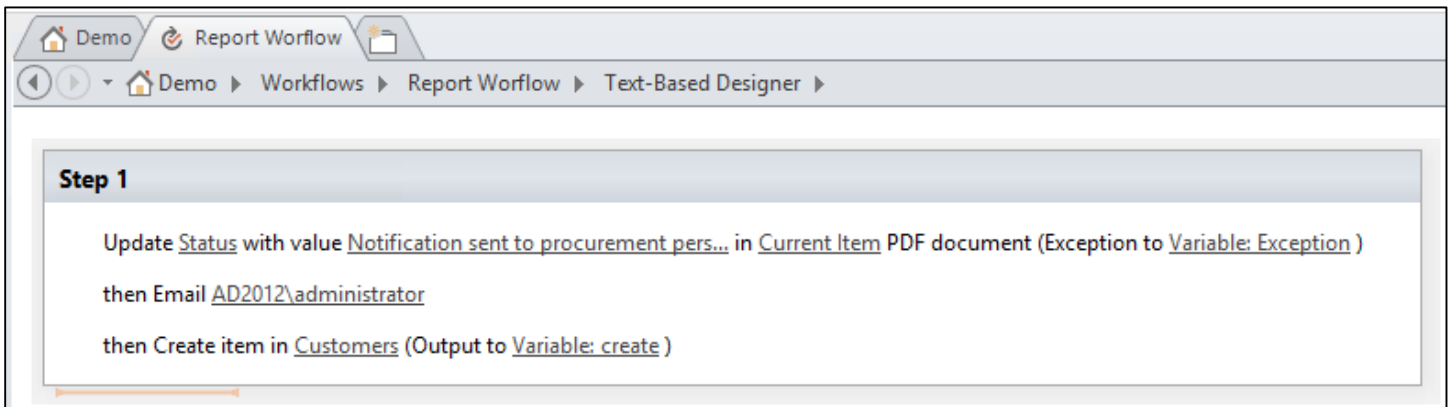 Demo Report Worflow
Demo Workflows Report Worflow Text-Based Designer
Step 1
Update Status with value Notification sent to procurement pers... in Current Item PDF document (Exception to Variable: Exception )
then Email AD2012\administrator
then Create item in Customers (Output to Variable: create )